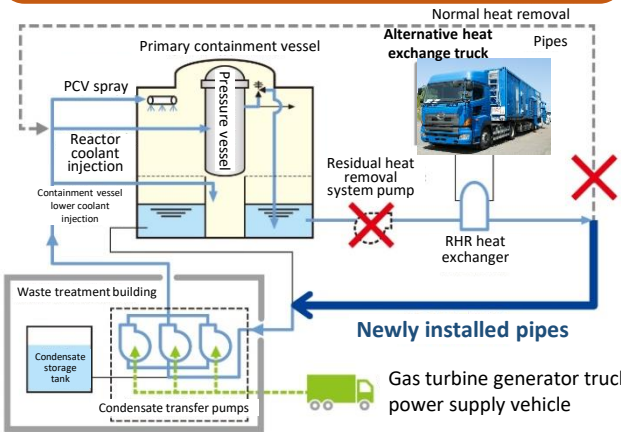 Normal heat removal
Alternative heat
exchange truck
Pipes
Primary containment vessel
PCV spray
Pressure vessel
Reactor
coolant
injection
Containment vessel
lower coolant
injection
Residual heat
removal
system pump
RHR heat
exchanger
Waste treatment building
Newly installed pipes
Condensate
storage
tank
Condensate transfer pumps
Gas turbine generator truck
power supply vehicle